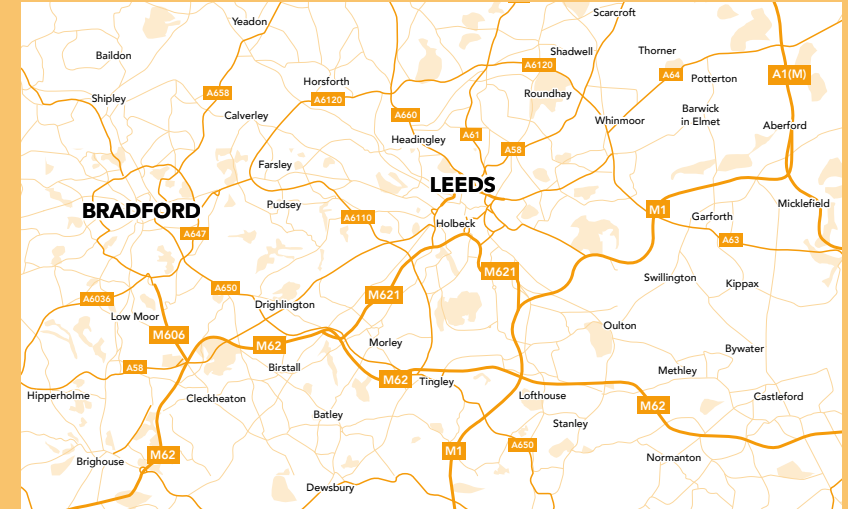 Scarcroft
Yeadon
Shadwell
Thorner
Baildon
A6120
A64
Potterton
A1(M)
Horsforth
A658
Shipley
A6120
Roundhay
Barwick
in Elmet
Calverley
A660
Whinmoor
Aberford
Headingley
A61
A58
Farsley
LEEDS
Pudsey
BRADFORD
A6110
M1
Micklefield
Holbeck
Garforth
A647
A63
M621
Swillington
Kippax
A650
A6036
M621
Drighlington
Low Moor
Oulton
M606
M62
Morley
Bywater
A58
Birstall
Methley
M62
Tingley
Hipperholme
Cleckheaton
Lofthouse
M62
Castleford
Batley
Stanley
M62
M1
A650
Brighouse
Normanton
Dewsbury